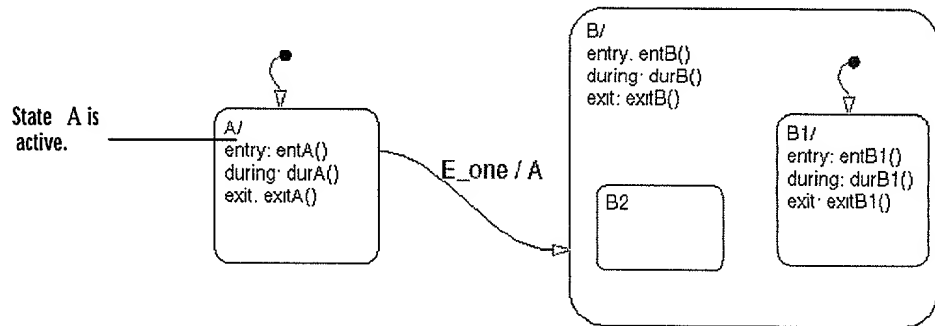 State A is
active.
A/
entry: entA()
during· durA()
exit. exitA()
E_one / A
B/
entry. entB()
during· durB()
exit: exitB()
B2
B1/
entry: entB1()
during: durB1()
exit· exitB1()